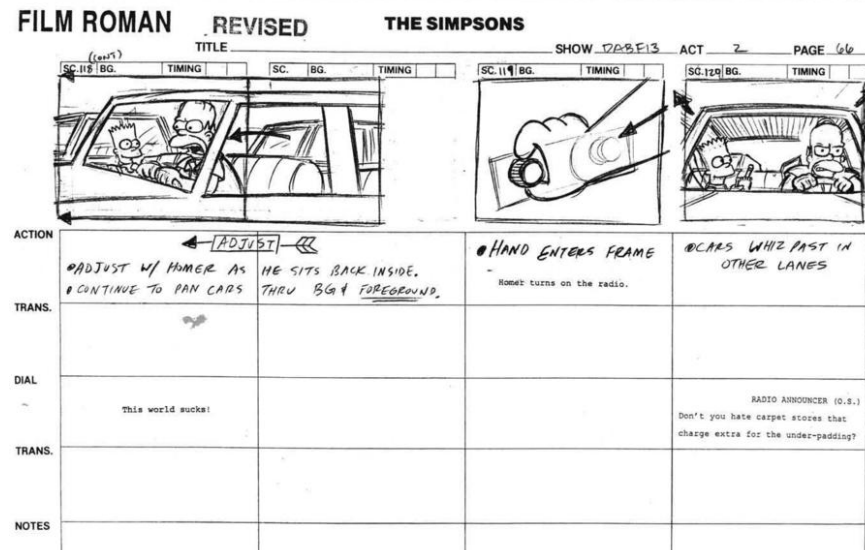 FILM ROMAN REVISED THE SIMPSONS
TITLE SHOW DABF13 ACT 2 PAGE 66
(CONT)
SC. 118 BG. TIMING SC. BG. TIMING SC. 119 BG. TIMING SC. 120 BG. TIMING
ACTION
ADJUST
• ADJUST W/ HOMER AS HE SITS BACK INSIDE.
• CONTINUE TO PAN CARS THRU BG & FOREGROUND.
• HAND ENTERS FRAME
Homer turns on the radio.
• CARS WHIZ PAST IN
OTHER LANES
TRANS.
DIAL
This world sucks!
RADIO ANNOUNCER (O.S.)
Don't you hate carpet stores that
charge extra for the under-padding?
TRANS.
NOTES